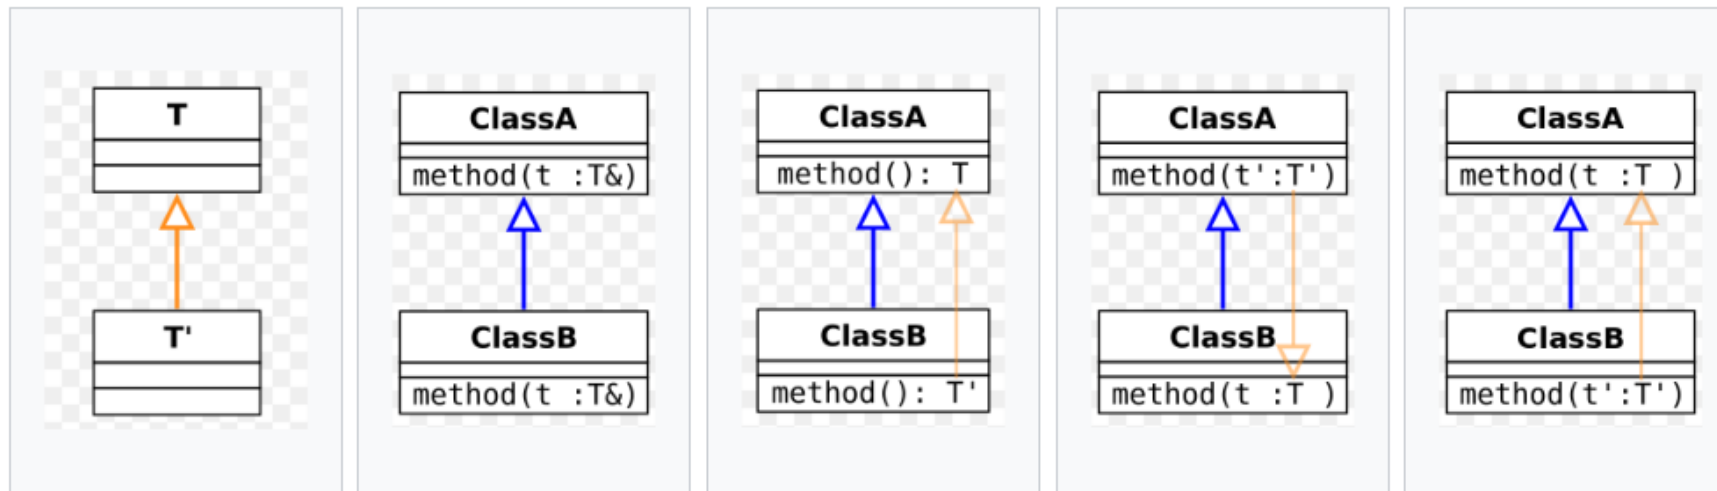 T
T'
ClassA
method(t :T&)
ClassB
method(t :T&)
ClassA
method(): T
ClassB
method(): T'
ClassA
method(t':T')
ClassB
method(t :T )
ClassA
method(t :T )
ClassB
method(t':T')